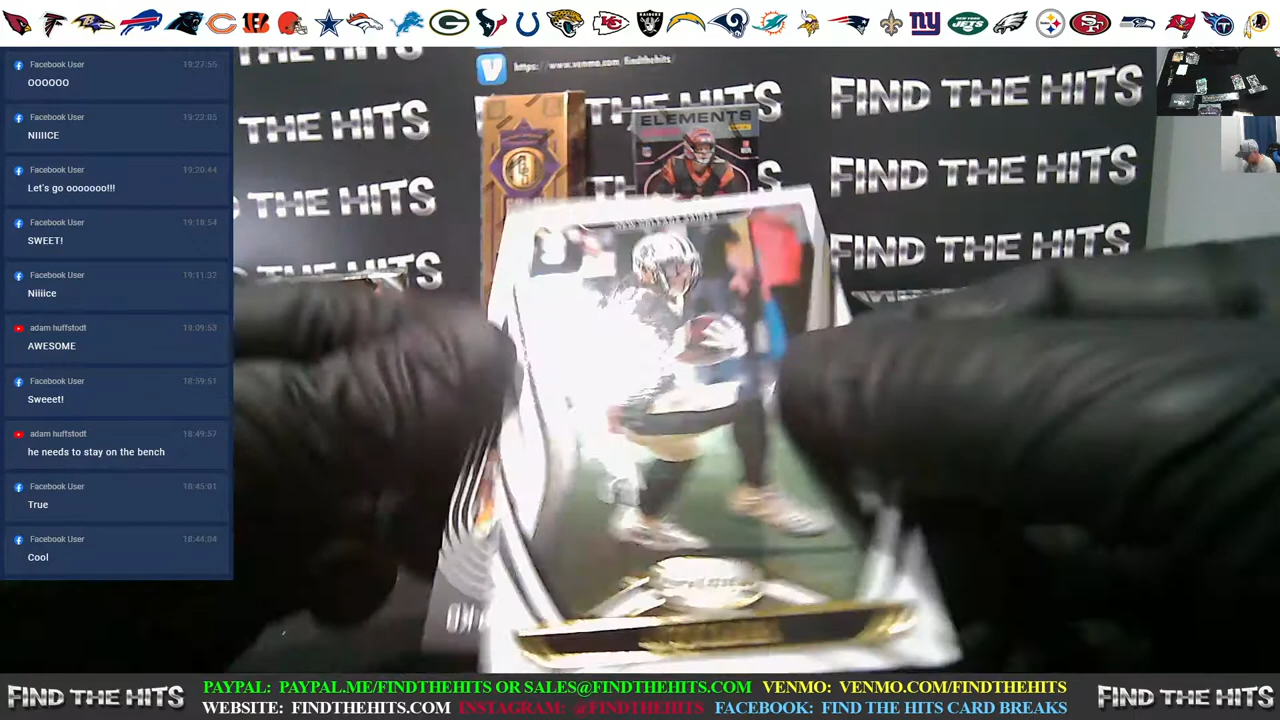 Facebook User 19:27:55
oooooo
Facebook User 19:22:05
NIIIICE
Facebook User 19:20:44
Let's go ooooooo!!!
Facebook User 19:18:54
SWEET!
Facebook User 19:11:32
Niiiice
adam huffstodt 19:09:53
AWESOME
Facebook User 18:59:51
Sweeet!
adam huffstodt 18:49:57
he needs to stay on the bench
Facebook User 18:45:01
True
Facebook User 18:44:04
Cool
https://www.venmo.com findthehits/
THE HITS
FIND THE HITS
ELEMENTS
THE HITS
FIND THE HITS
THE HITS
FIND THE HITS
NEW ORLEANS SAINTS
FIND THE HITS
PAYPAL: PAYPAL.ME/FINDTHEHITS OR SALES@FINDTHEHITS.COM VENMO: VENMO.COM/FINDTHEHITS
WEBSITE: FINDTHEHITS.COM INSTAGRAM: @FINDTHEHITS FACEBOOK: FIND THE HITS CARD BREAKS
FIND THE HITS